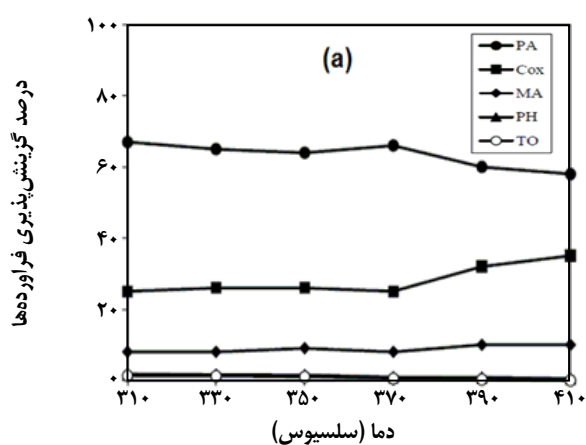 (a)
PA
Cox
MA
PH
TO
درصد گزینش‌پذیری فراورده‌ها
۱۰۰
۸۰
۶۰
۴۰
۲۰
۰
۳۱۰ ۳۳۰ ۳۵۰ ۳۷۰ ۳۹۰ ۴۱۰
دما (سلسیوس)